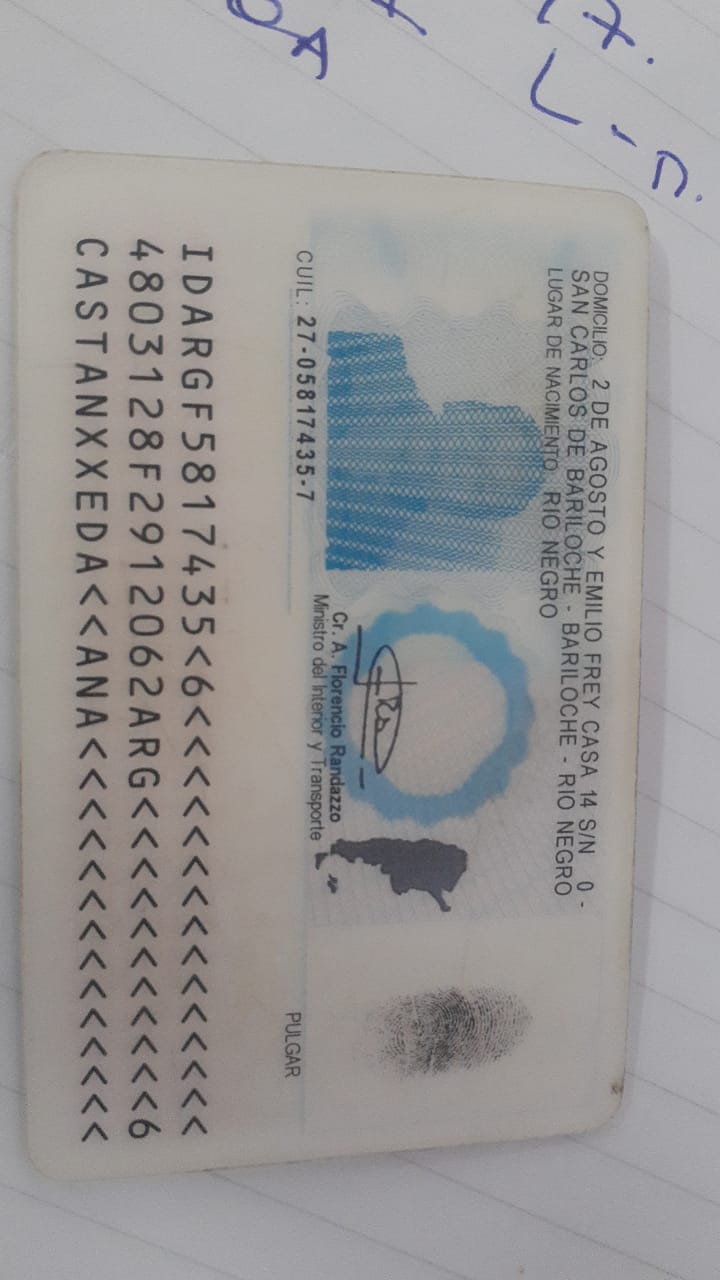 DOMICILIO: 2 DE AGOSTO Y EMILIO FREY CASA 14 S/N 0 -
SAN CARLOS DE BARILOCHE - BARILOCHE - RIO NEGRO
LUGAR DE NACIMIENTO: RIO NEGRO
Cr. A. Florencio Randazzo
Ministro del Interior y Transporte
CUIL: 27-05817435-7
PULGAR
IDARGF5817435<6<<<<<<<<<<<<<<<
4803128F2912062ARG<<<<<<<<<<<6
CASTANXXEDA<<ANA<<<<<<<<<<<<<<